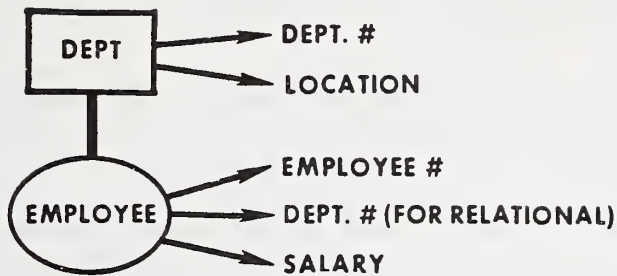 DEPT
DEPT. #
LOCATION
EMPLOYEE
EMPLOYEE #
DEPT. # (FOR RELATIONAL)
SALARY